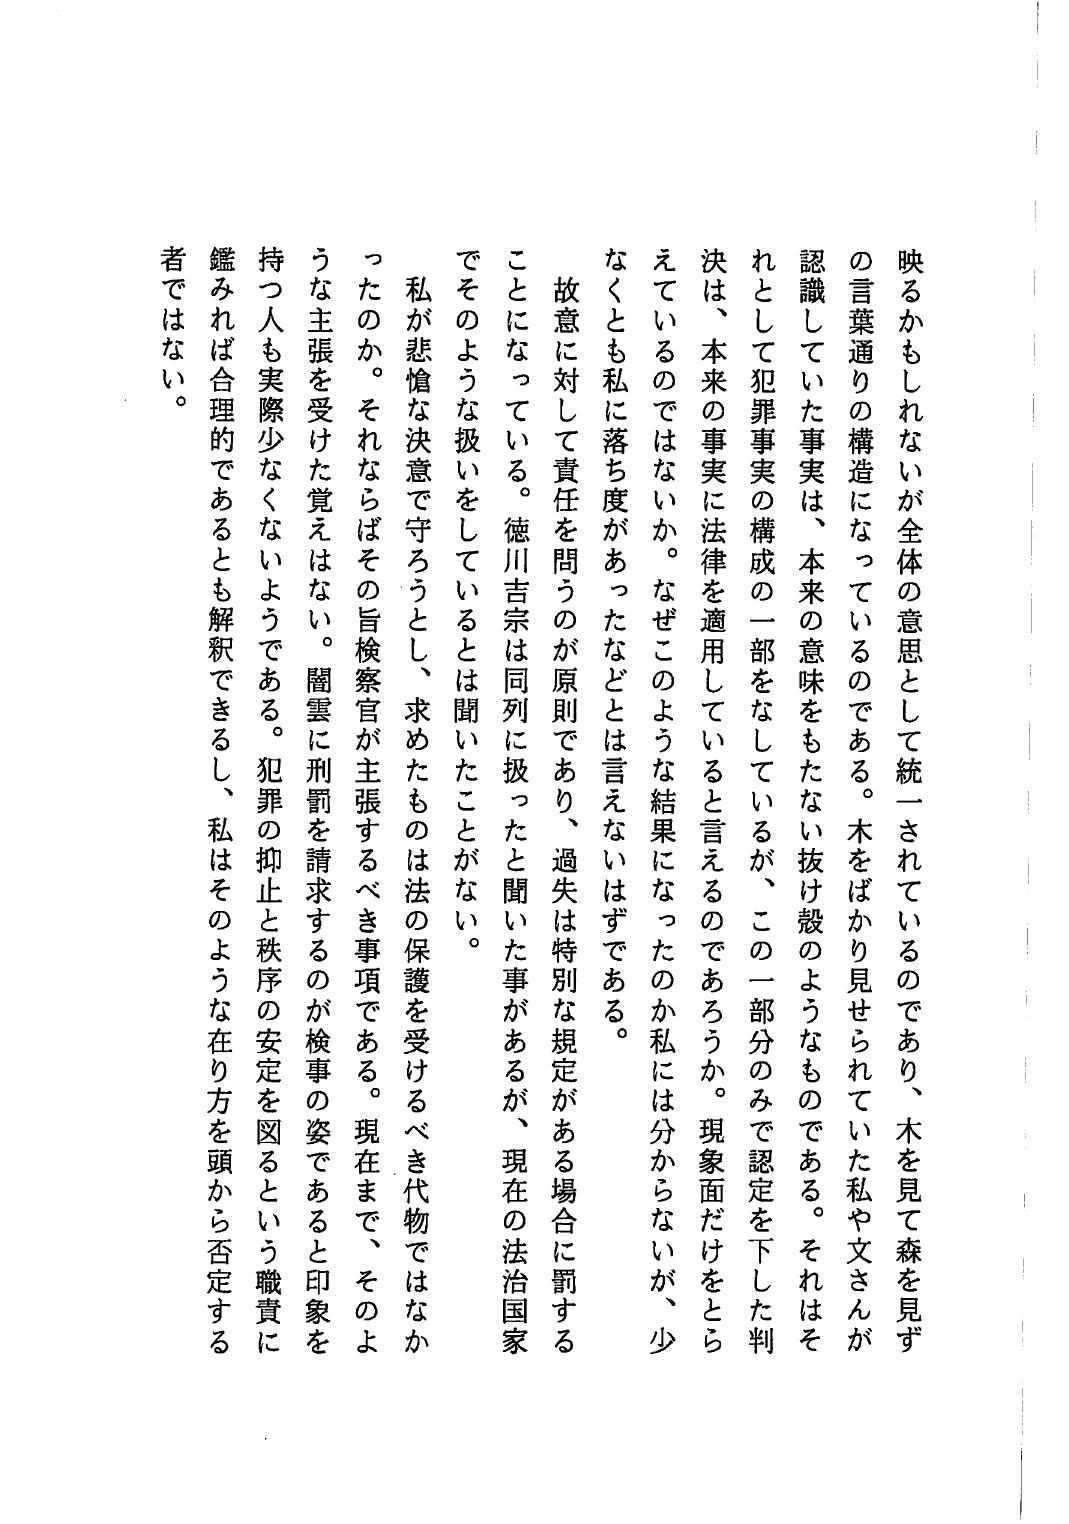 映るかもしれないが全体の意思として統一されているのであり、木を見て森を見ず
の言葉通りの構造になっているのである。木をばかり見せられていた私や文さんが
認識していた事実は、本来の意味をもたない抜け殻のようなものである。それはそ
れとして犯罪事実の構成の一部をなしているが、この一部分のみで認定を下した判
決は、本来の事実に法律を適用していると言えるのであろうか。現象面だけをとら
えているのではないか。なぜこのような結果になったのか私には分からないが、少
なくとも私に落ち度があったなどとは言えないはずである。
　故意に対して責任を問うのが原則であり、過失は特別な規定がある場合に罰する
ことになっている。徳川吉宗は同列に扱ったと聞いた事があるが、現在の法治国家
でそのような扱いをしているとは聞いたことがない。
　私が悲愴な決意で守ろうとし、求めたものは法の保護を受けるべき代物ではなか
ったのか。それならばその旨検察官が主張するべき事項である。現在まで、そのよ
うな主張を受けた覚えはない。闇雲に刑罰を請求するのが検事の姿であると印象を
持つ人も実際少なくないようである。犯罪の抑止と秩序の安定を図るという職責に
鑑みれば合理的であるとも解釈できるし、私はそのような在り方を頭から否定する
者ではない。